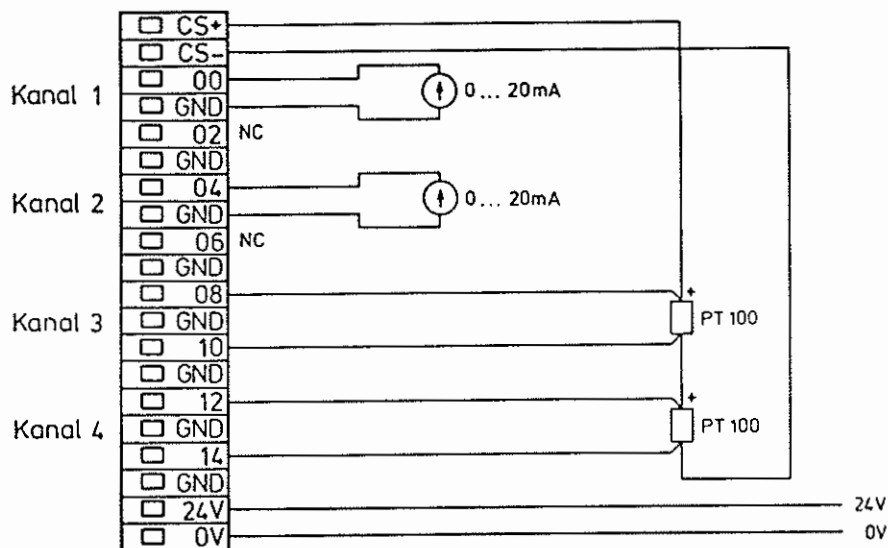 CS+
CS-
Kanal 1 00 0... 20mA
GND
02 NC
GND
Kanal 2 04 0... 20mA
GND
06 NC
GND
08 +
Kanal 3 GND PT 100
10
GND
12 +
Kanal 4 GND PT 100
14
GND
24V 24V
0V 0V